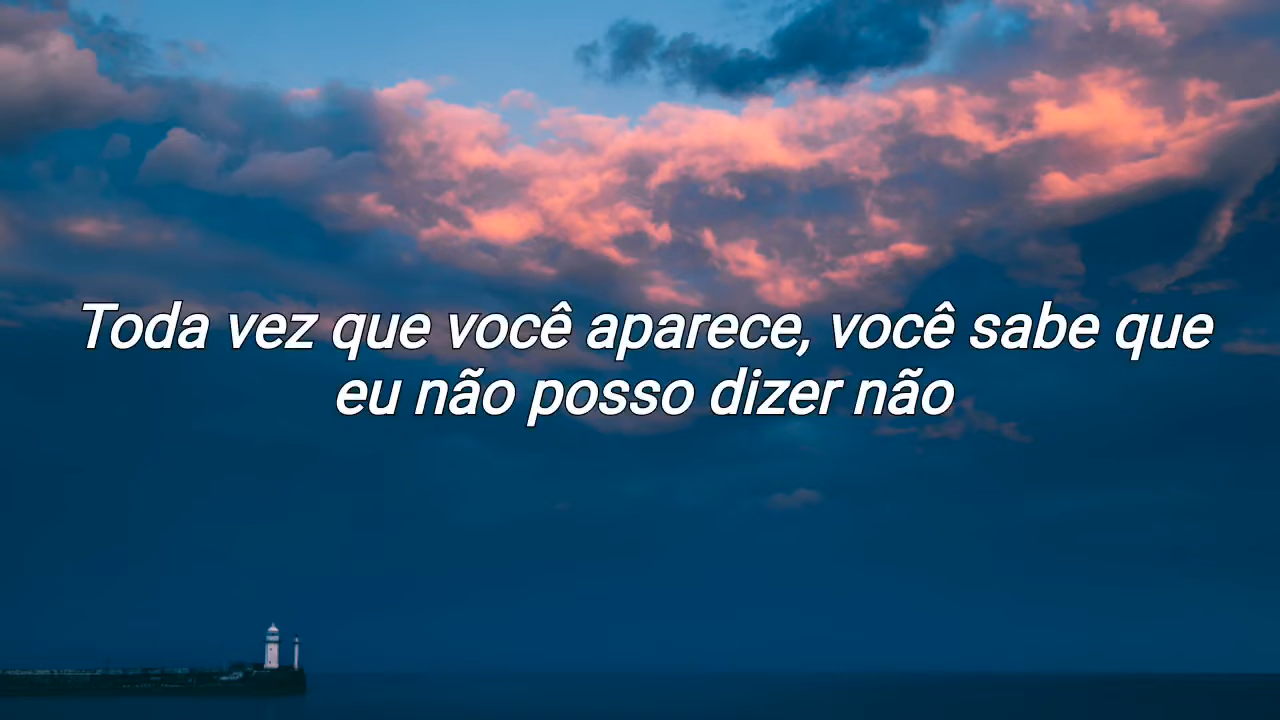 Toda vez que você aparece, você sabe que
eu não posso dizer não